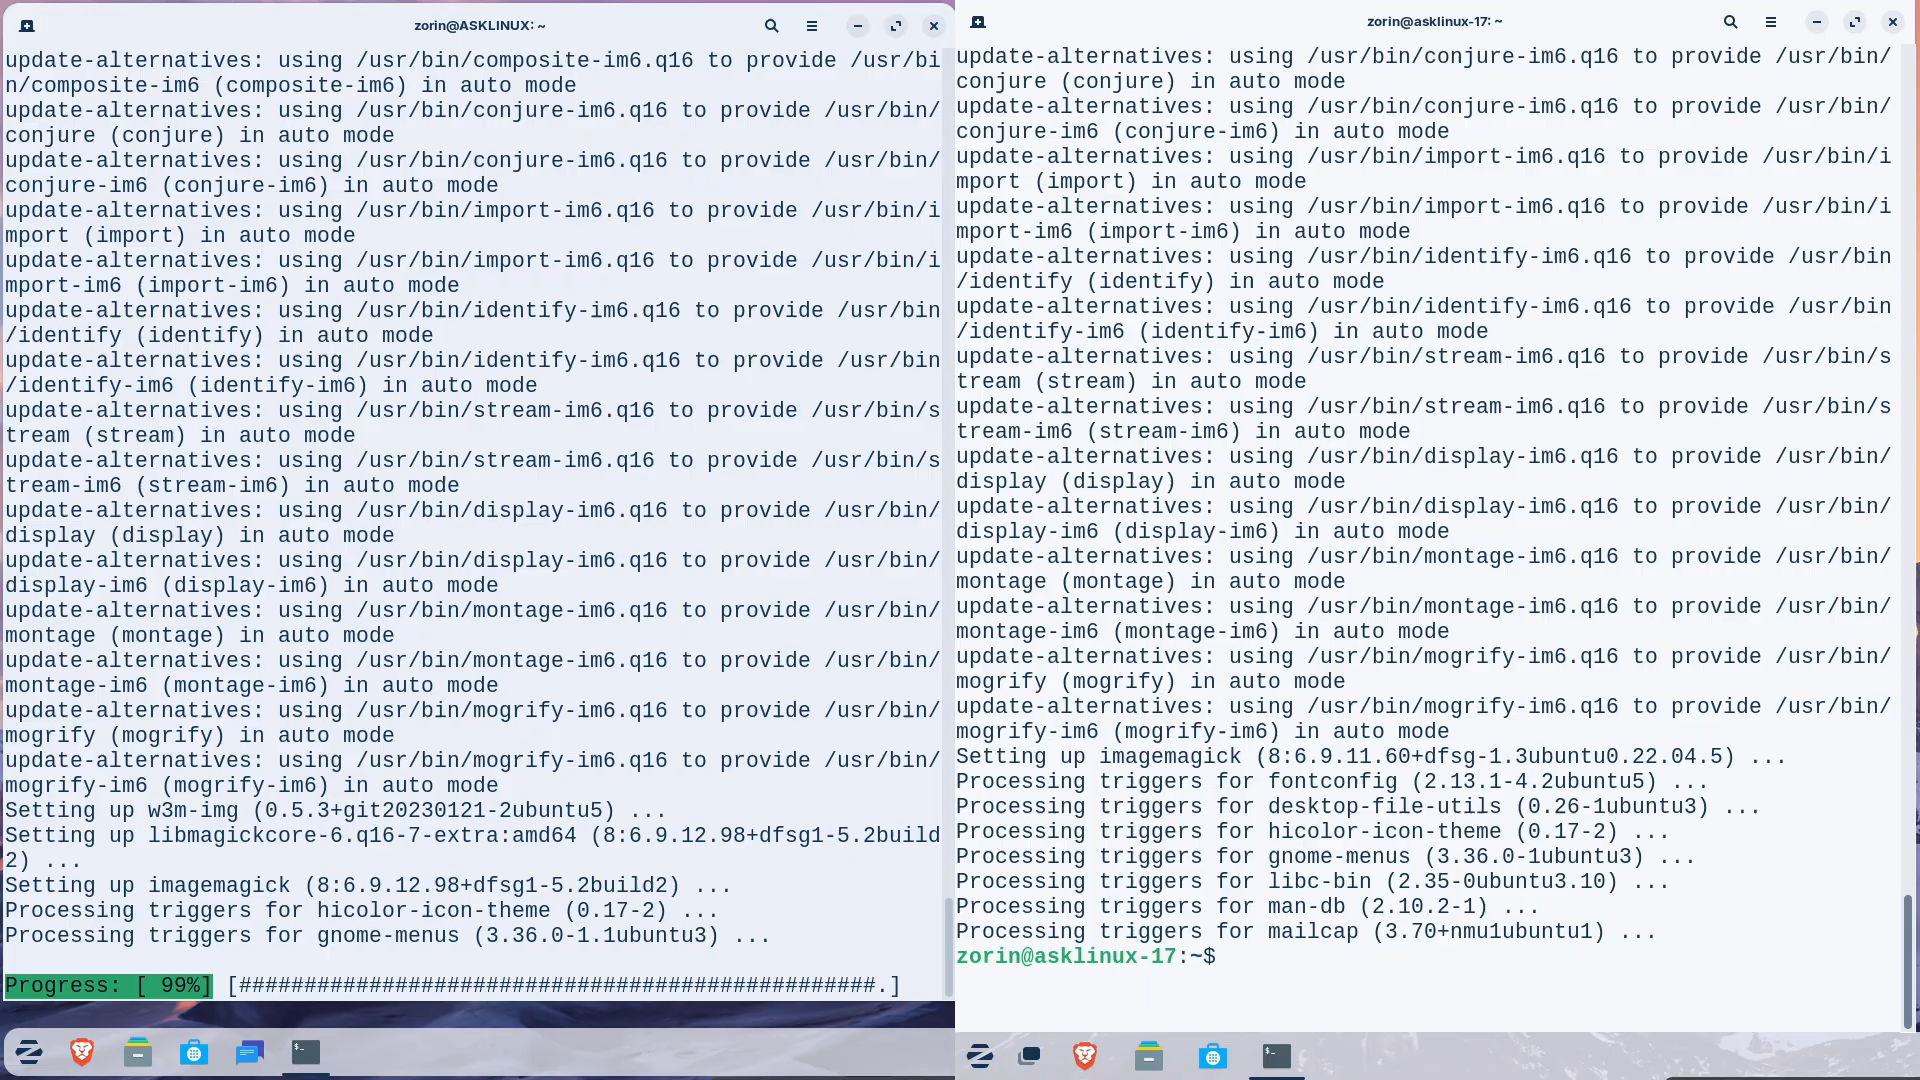 zorin@ASKLINUX: ~
update-alternatives: using /usr/bin/composite-im6.q16 to provide /usr/bi
n/composite-im6 (composite-im6) in auto mode
update-alternatives: using /usr/bin/conjure-im6.q16 to provide /usr/bin/
conjure (conjure) in auto mode
update-alternatives: using /usr/bin/conjure-im6.q16 to provide /usr/bin/
conjure-im6 (conjure-im6) in auto mode
update-alternatives: using /usr/bin/import-im6.q16 to provide /usr/bin/i
mport (import) in auto mode
update-alternatives: using /usr/bin/import-im6.q16 to provide /usr/bin/i
mport-im6 (import-im6) in auto mode
update-alternatives: using /usr/bin/identify-im6.q16 to provide /usr/bin
/identify (identify) in auto mode
update-alternatives: using /usr/bin/identify-im6.q16 to provide /usr/bin
/identify-im6 (identify-im6) in auto mode
update-alternatives: using /usr/bin/stream-im6.q16 to provide /usr/bin/s
tream (stream) in auto mode
update-alternatives: using /usr/bin/stream-im6.q16 to provide /usr/bin/s
tream-im6 (stream-im6) in auto mode
update-alternatives: using /usr/bin/display-im6.q16 to provide /usr/bin/
display (display) in auto mode
update-alternatives: using /usr/bin/display-im6.q16 to provide /usr/bin/
display-im6 (display-im6) in auto mode
update-alternatives: using /usr/bin/montage-im6.q16 to provide /usr/bin/
montage (montage) in auto mode
update-alternatives: using /usr/bin/montage-im6.q16 to provide /usr/bin/
montage-im6 (montage-im6) in auto mode
update-alternatives: using /usr/bin/mogrify-im6.q16 to provide /usr/bin/
mogrify (mogrify) in auto mode
update-alternatives: using /usr/bin/mogrify-im6.q16 to provide /usr/bin/
mogrify-im6 (mogrify-im6) in auto mode
Setting up w3m-img (0.5.3+git20230121-2ubuntu5) ...
Setting up libmagickcore-6.q16-7-extra:amd64 (8:6.9.12.98+dfsg1-5.2build
2) ...
Setting up imagemagick (8:6.9.12.98+dfsg1-5.2build2) ...
Processing triggers for hicolor-icon-theme (0.17-2) ...
Processing triggers for gnome-menus (3.36.0-1.1ubuntu3) ...
Progress: [ 99%] [#################################################.]
zorin@asklinux-17: ~
update-alternatives: using /usr/bin/conjure-im6.q16 to provide /usr/bin/
conjure (conjure) in auto mode
update-alternatives: using /usr/bin/conjure-im6.q16 to provide /usr/bin/
conjure-im6 (conjure-im6) in auto mode
update-alternatives: using /usr/bin/import-im6.q16 to provide /usr/bin/i
mport (import) in auto mode
update-alternatives: using /usr/bin/import-im6.q16 to provide /usr/bin/i
mport-im6 (import-im6) in auto mode
update-alternatives: using /usr/bin/identify-im6.q16 to provide /usr/bin
/identify (identify) in auto mode
update-alternatives: using /usr/bin/identify-im6.q16 to provide /usr/bin
/identify-im6 (identify-im6) in auto mode
update-alternatives: using /usr/bin/stream-im6.q16 to provide /usr/bin/s
tream (stream) in auto mode
update-alternatives: using /usr/bin/stream-im6.q16 to provide /usr/bin/s
tream-im6 (stream-im6) in auto mode
update-alternatives: using /usr/bin/display-im6.q16 to provide /usr/bin/
display (display) in auto mode
update-alternatives: using /usr/bin/display-im6.q16 to provide /usr/bin/
display-im6 (display-im6) in auto mode
update-alternatives: using /usr/bin/montage-im6.q16 to provide /usr/bin/
montage (montage) in auto mode
update-alternatives: using /usr/bin/montage-im6.q16 to provide /usr/bin/
montage-im6 (montage-im6) in auto mode
update-alternatives: using /usr/bin/mogrify-im6.q16 to provide /usr/bin/
mogrify (mogrify) in auto mode
update-alternatives: using /usr/bin/mogrify-im6.q16 to provide /usr/bin/
mogrify-im6 (mogrify-im6) in auto mode
Setting up imagemagick (8:6.9.11.60+dfsg-1.3ubuntu0.22.04.5) ...
Processing triggers for fontconfig (2.13.1-4.2ubuntu5) ...
Processing triggers for desktop-file-utils (0.26-1ubuntu3) ...
Processing triggers for hicolor-icon-theme (0.17-2) ...
Processing triggers for gnome-menus (3.36.0-1ubuntu3) ...
Processing triggers for libc-bin (2.35-0ubuntu3.10) ...
Processing triggers for man-db (2.10.2-1) ...
Processing triggers for mailcap (3.70+nmu1ubuntu1) ...
zorin@asklinux-17:~$